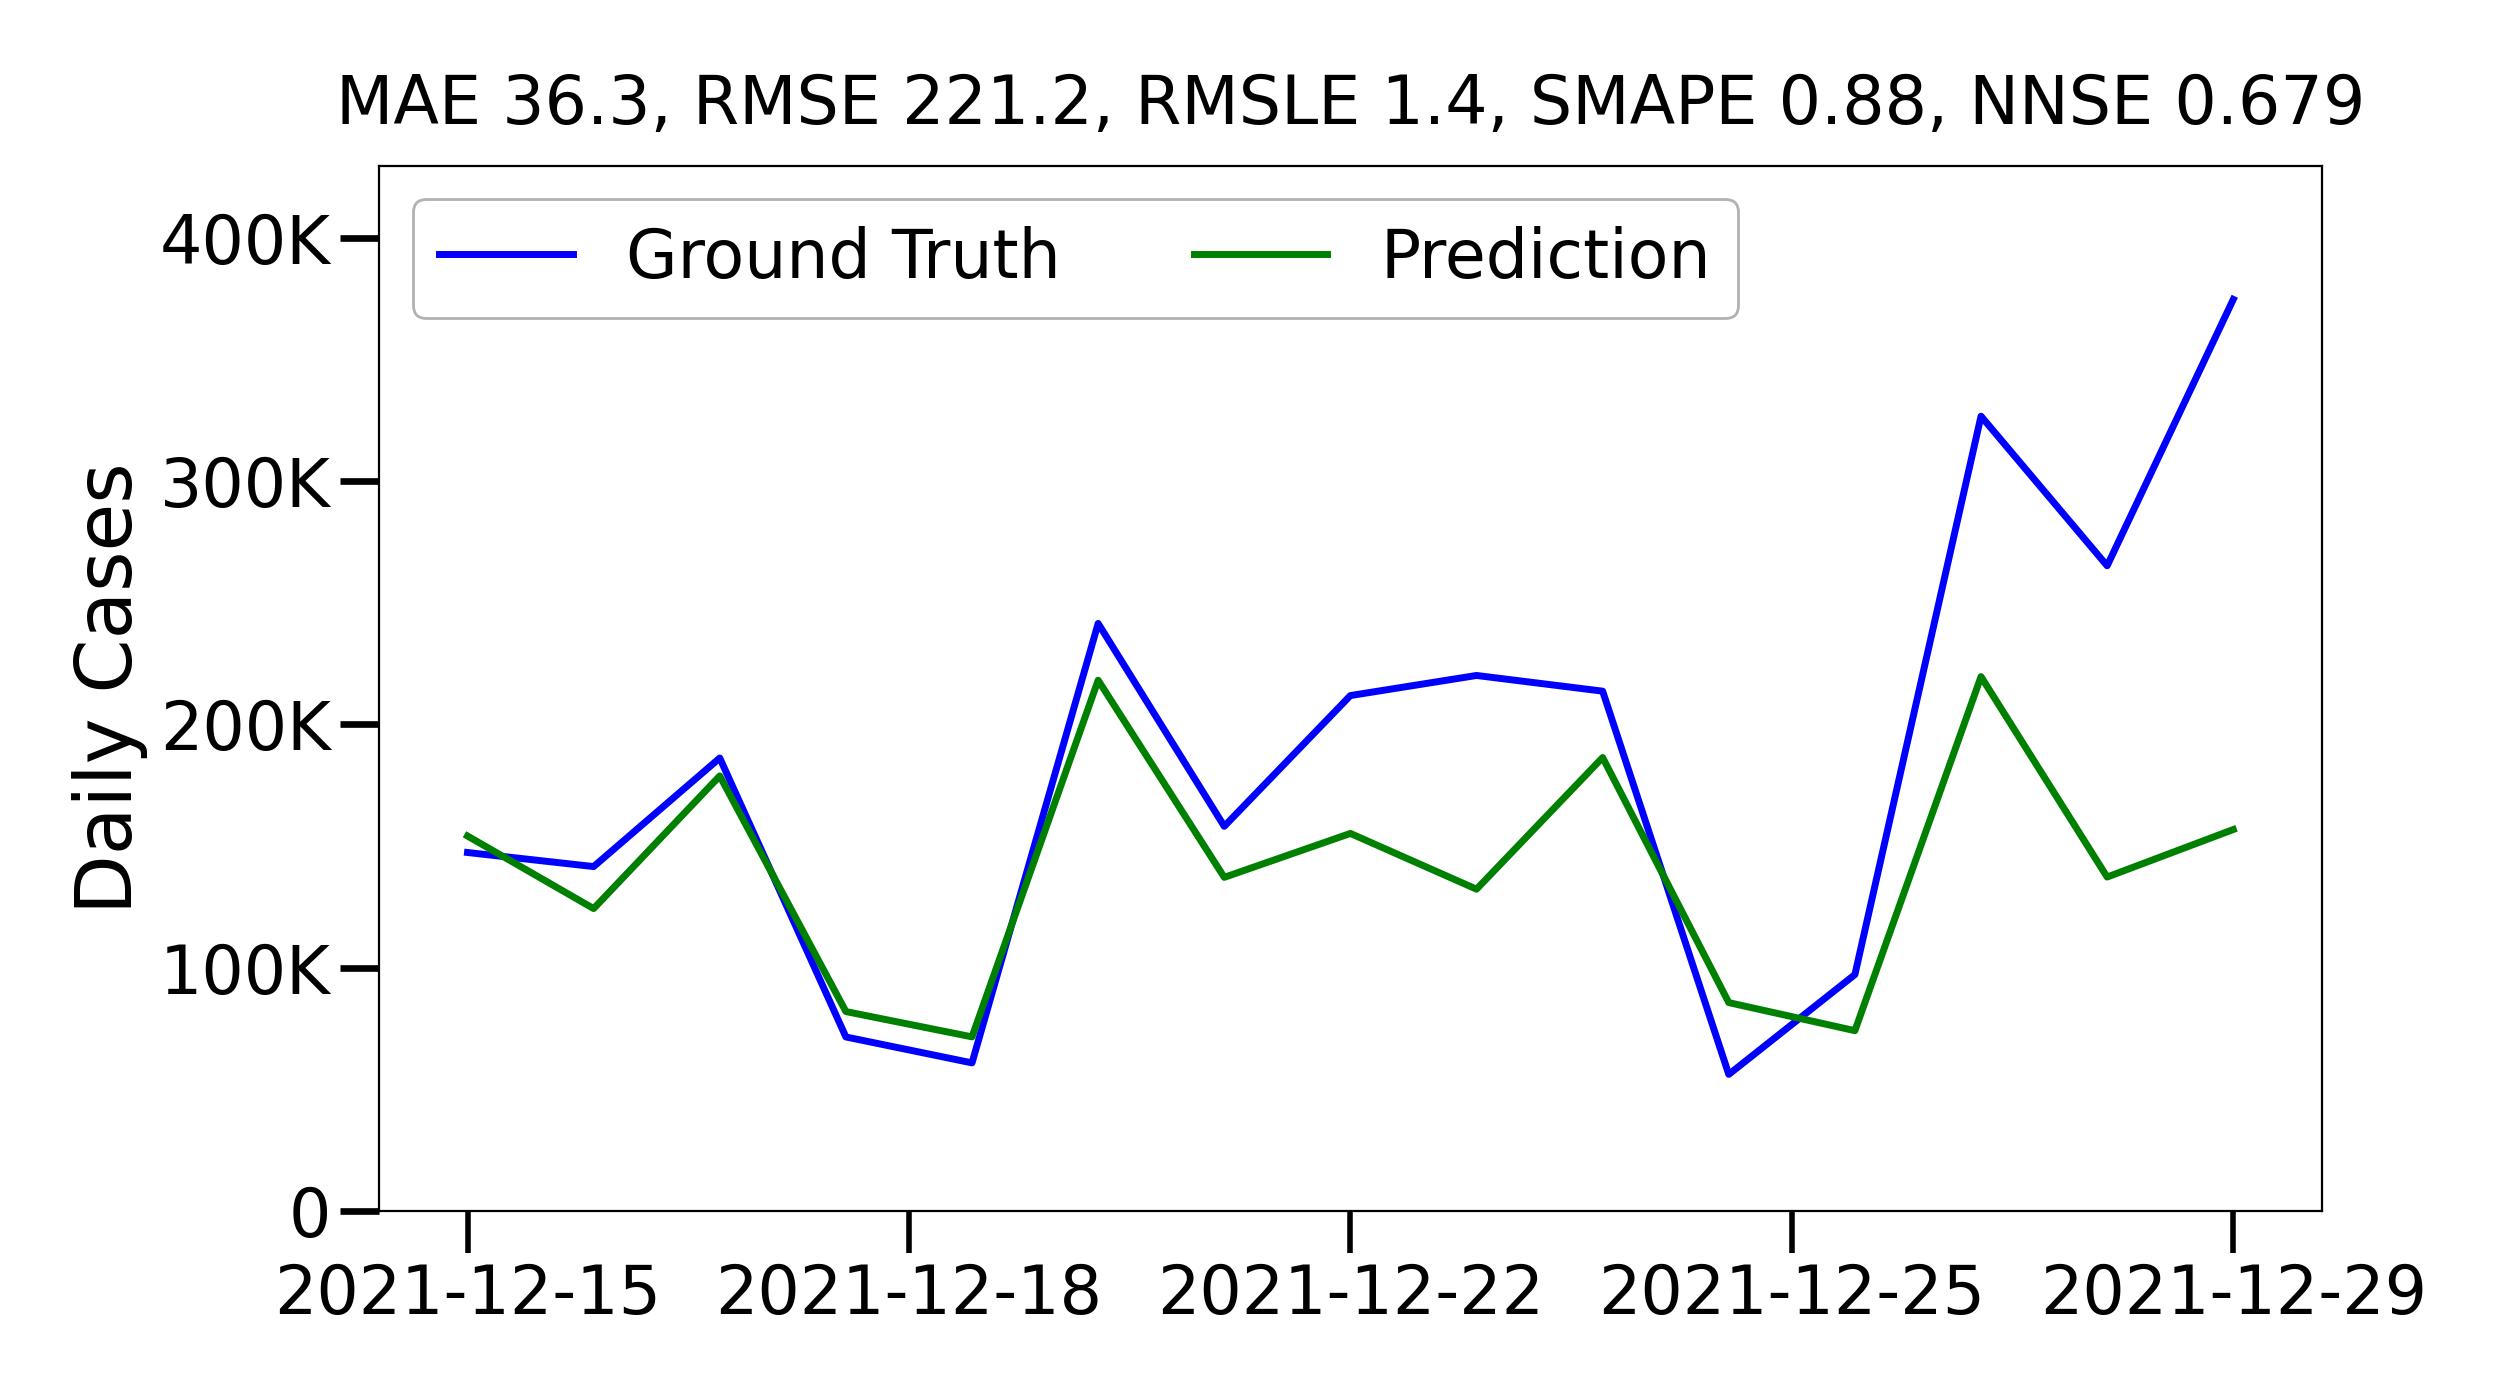 MAE 36.3, RMSE 221.2, RMSLE 1.4, SMAPE 0.88, NNSE 0.679
Ground Truth Prediction
400K
300K
200K
100K
0
Daily Cases
2021-12-15 2021-12-18 2021-12-22 2021-12-25 2021-12-29